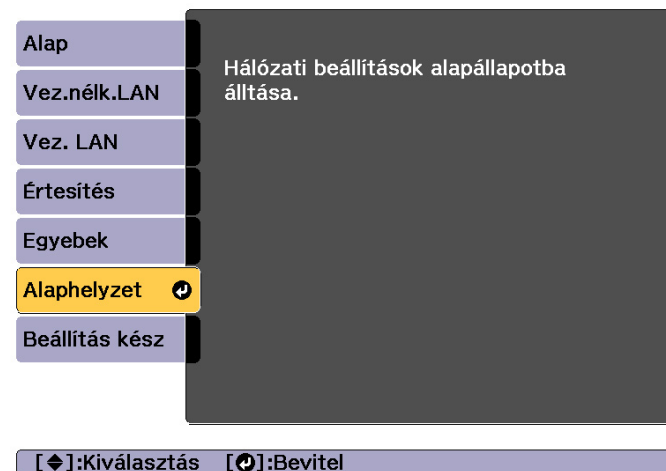 Alap
Vez.nélk.LAN
Vez. LAN
Értesítés
Egyebek
Alaphelyzet
Beállítás kész
Hálózati beállítások alapállapotba
álltása.
[◆]:Kiválasztás [↵]:Bevitel